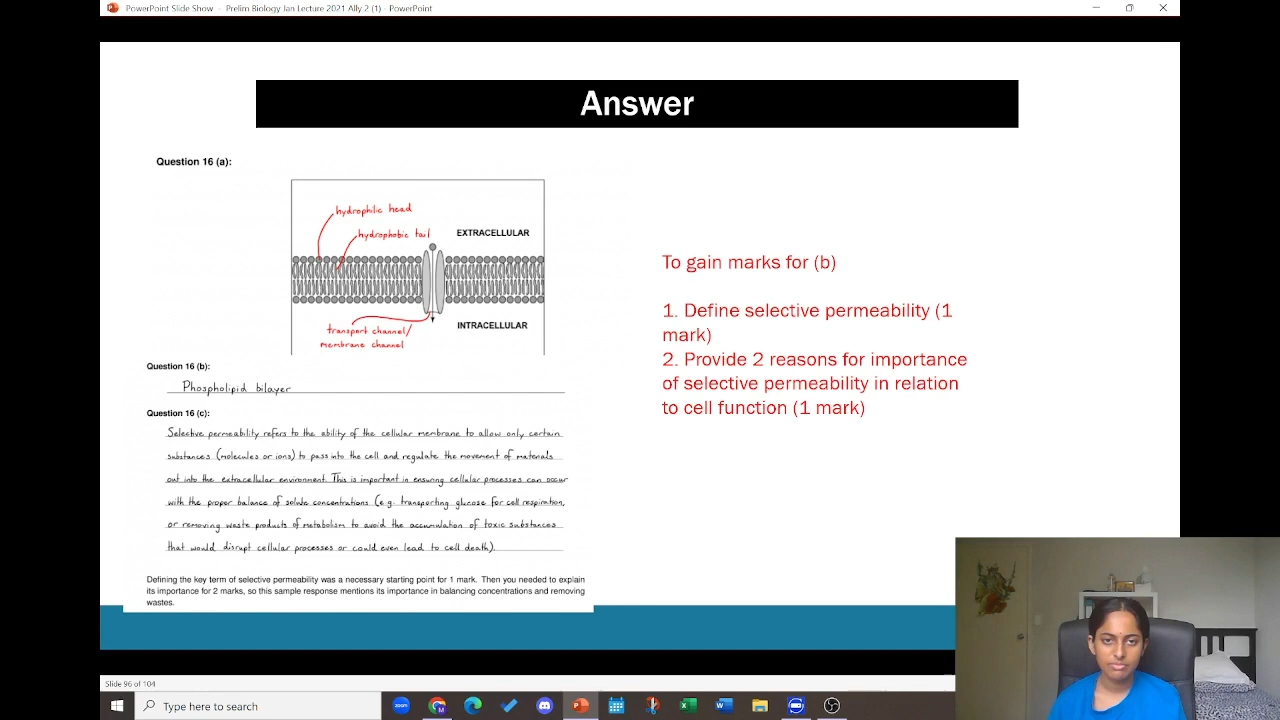 PowerPoint Slide Show - Prelim Biology Jan Lecture 2021 Ally 2 (1) - PowerPoint
Answer
Question 16 (a):
hydrophilic head
hydrophobic tail
EXTRACELLULAR
INTRACELLULAR
transport channel/
membrane channel
Question 16 (b):
Phospholipid bilayer
Question 16 (c):
Selective permeability refers to the ability of the cellular membrane to allow only certain
substances (molecules or ions) to pass into the cell and regulate the movement of materials
out into the extracellular environment. This is important in ensuring cellular processes can occur
with the proper balance of solute concentrations (e.g. transporting glucose for cell respiration,
or removing waste products of metabolism to avoid the accumulation of toxic substances
that would disrupt cellular processes or could even lead to cell death).
Defining the key term of selective permeability was a necessary starting point for 1 mark. Then you needed to explain
its importance for 2 marks, so this sample response mentions its importance in balancing concentrations and removing
wastes.
To gain marks for (b)
1. Define selective permeability (1
mark)
2. Provide 2 reasons for importance
of selective permeability in relation
to cell function (1 mark)
Slide 96 of 104
Type here to search
zoom